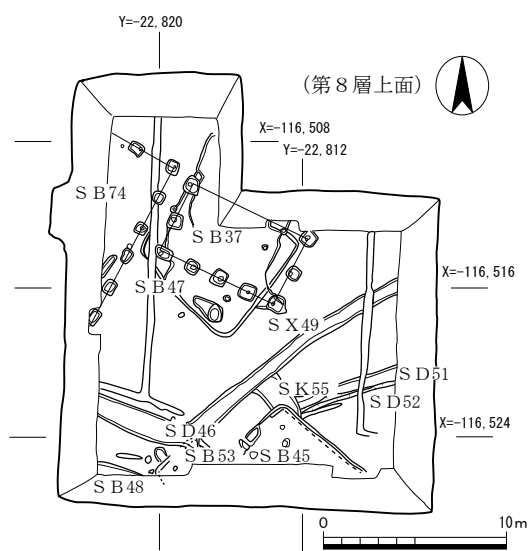 Y=-22,820
(第8層上面)
X=-116,508
Y=-22,812
SB74
SB37
X=-116,516
SB47
SX49
SD51
SK55
SD52
X=-116,524
SD46
SB53
SB45
SB48
0
10m